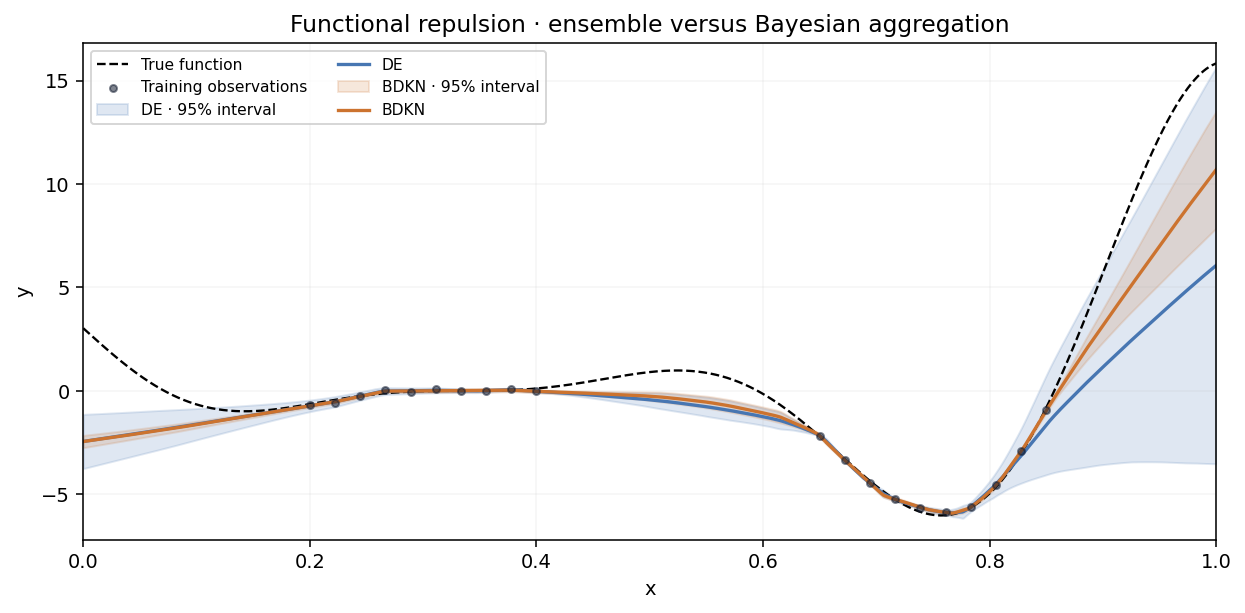 Functional repulsion · ensemble versus Bayesian aggregation
True function
Training observations
DE · 95% interval
DE
BDKN · 95% interval
BDKN
y
15
10
5
0
−5
0.0
0.2
0.4
0.6
0.8
1.0
x